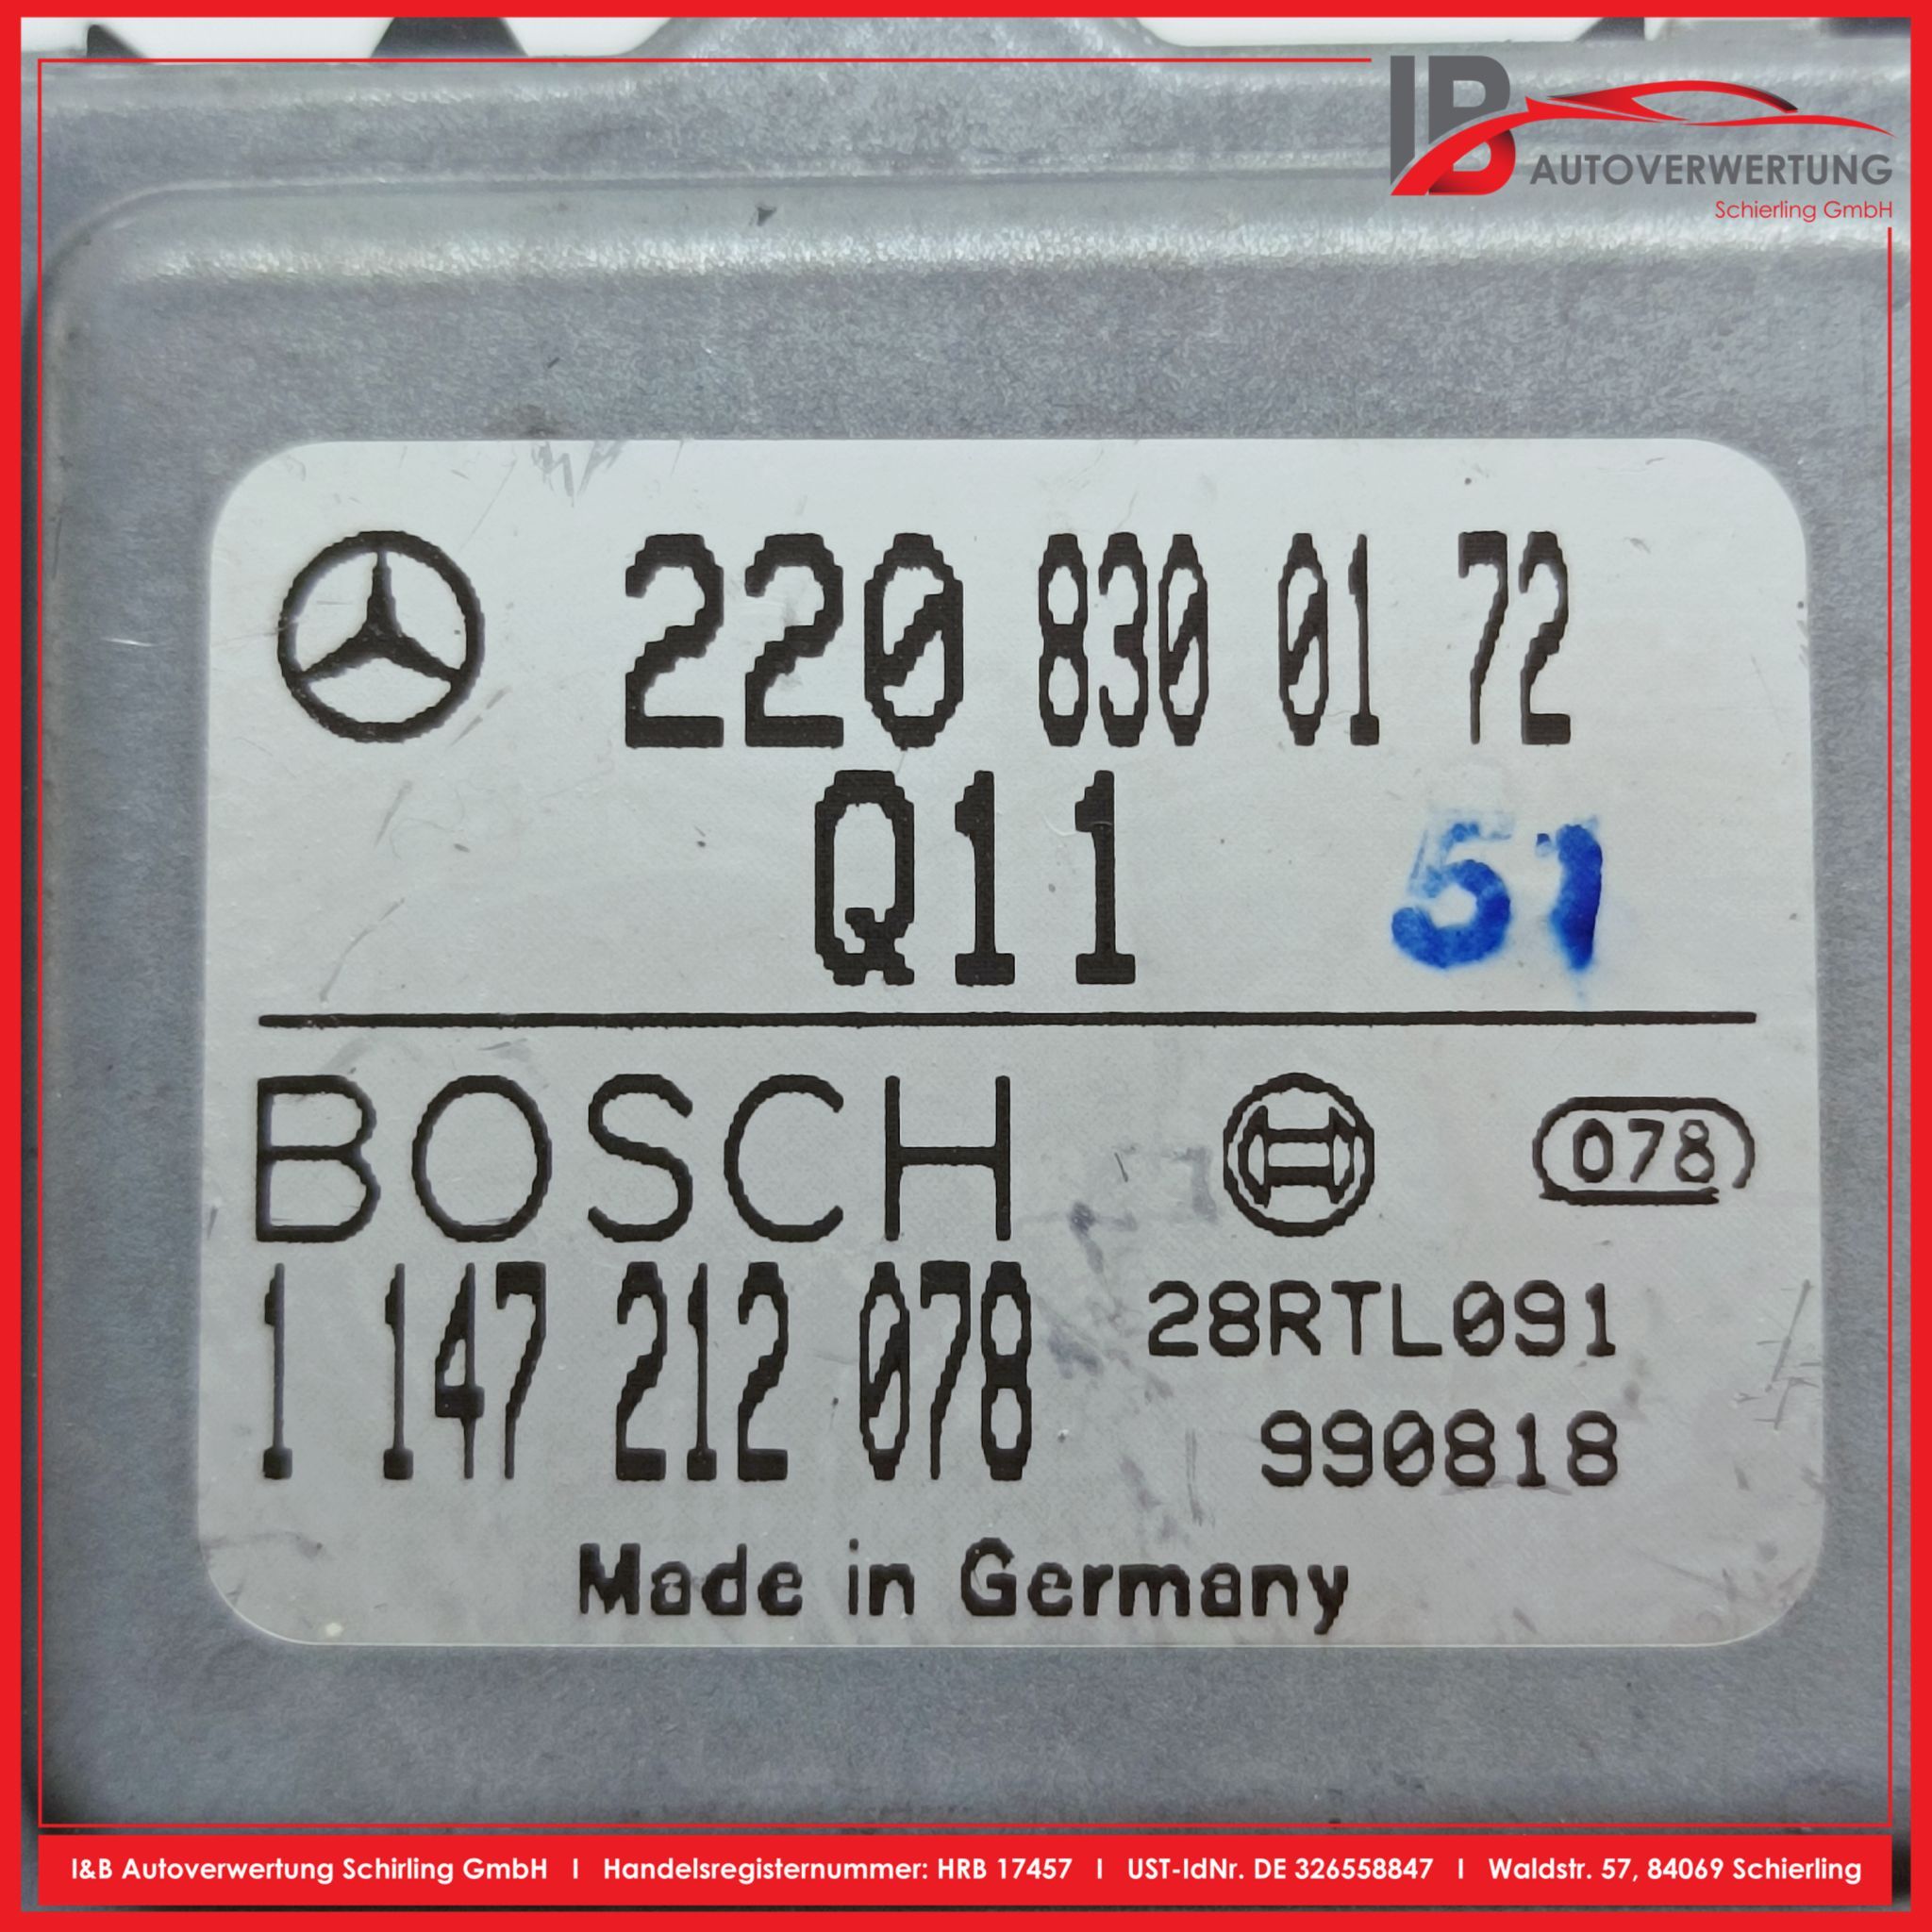 IB
AUTOVERWERTUNG
Schierling GmbH
220 830 01 72
Q11
51
BOSCH
078
1 147 212 078
28RTL091
990818
Made in Germany
I&B Autoverwertung Schirling GmbH I Handelsregisternummer: HRB 17457 I UST-IdNr. DE 326558847 I Waldstr. 57, 84069 Schierling